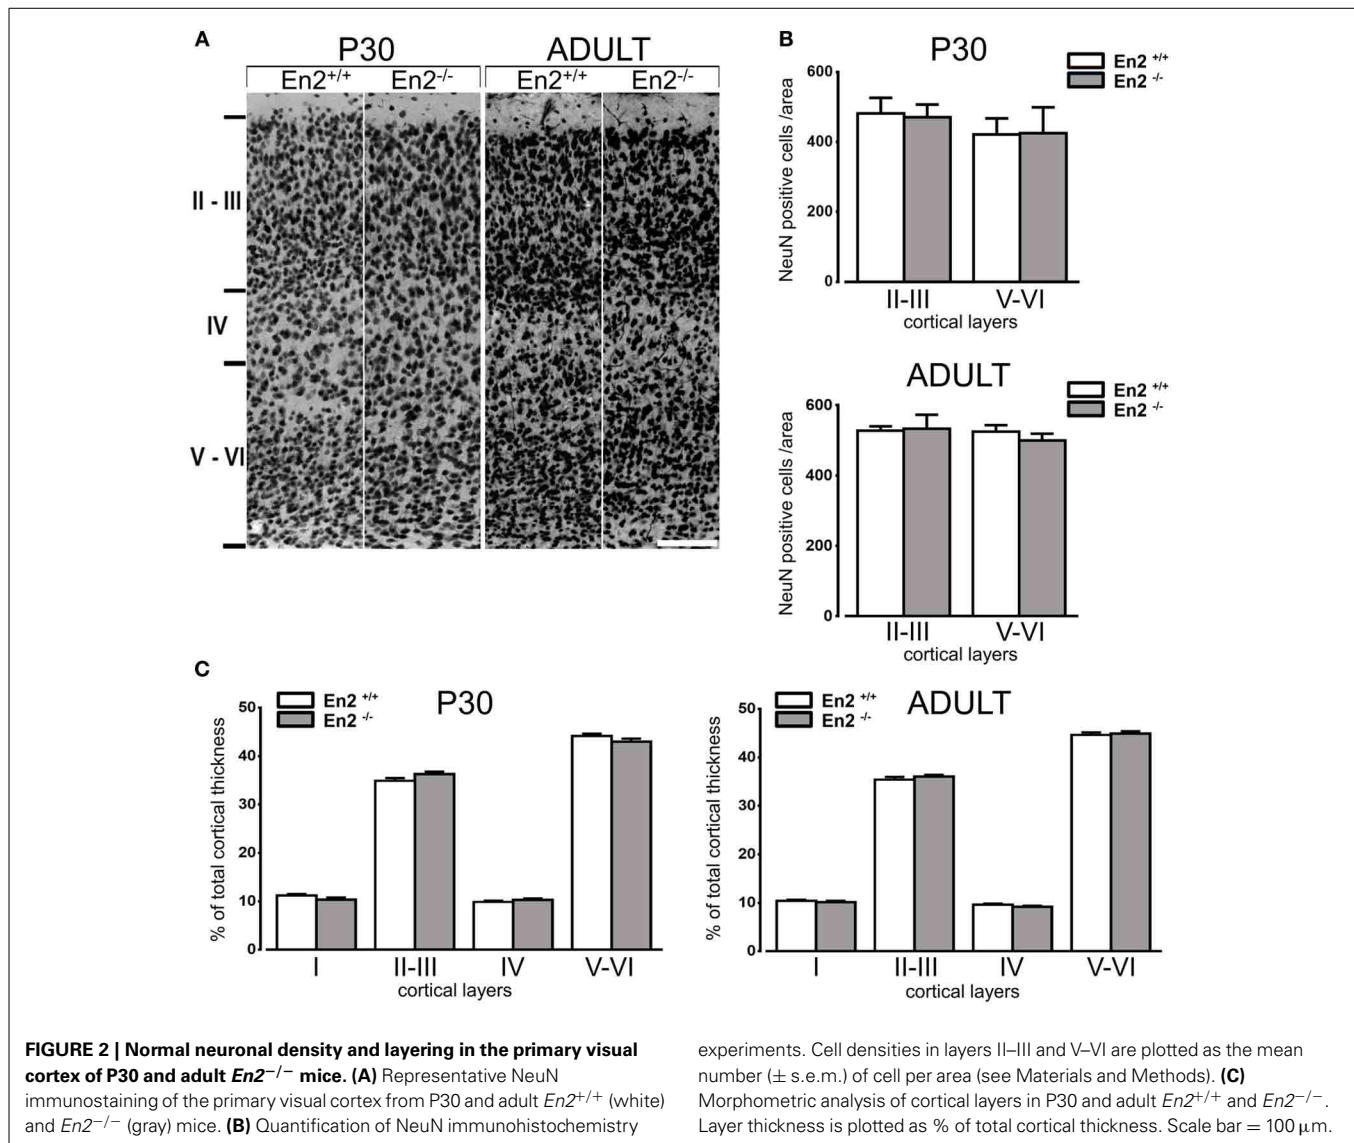 A
P30
ADULT
En2+/+
En2-/-
En2+/+
En2-/-
II - III
IV
V - VI
B
P30
En2 +/+
En2 -/-
NeuN positive cells /area
600
400
200
0
II-III
V-VI
cortical layers
ADULT
En2 +/+
En2 -/-
NeuN positive cells /area
600
400
200
0
II-III
V-VI
cortical layers
C
P30
En2 +/+
En2 -/-
% of total cortical thickness
50
40
30
20
10
0
I
II-III
IV
V-VI
cortical layers
ADULT
En2 +/+
En2 -/-
% of total cortical thickness
50
40
30
20
10
0
I
II-III
IV
V-VI
cortical layers
FIGURE 2 | Normal neuronal density and layering in the primary visual
cortex of P30 and adult En2−/− mice. (A) Representative NeuN
immunostaining of the primary visual cortex from P30 and adult En2+/+ (white)
and En2−/− (gray) mice. (B) Quantification of NeuN immunohistochemistry
experiments. Cell densities in layers II–III and V–VI are plotted as the mean
number (± s.e.m.) of cell per area (see Materials and Methods). (C)
Morphometric analysis of cortical layers in P30 and adult En2+/+ and En2−/−.
Layer thickness is plotted as % of total cortical thickness. Scale bar = 100 μm.